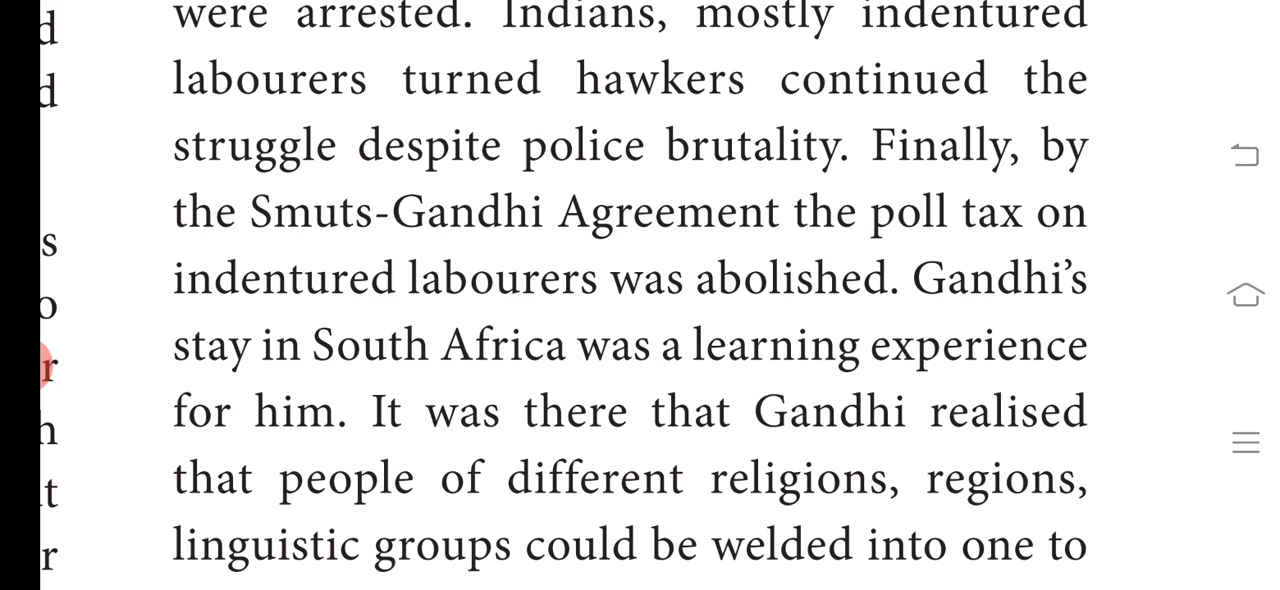 were arrested. Indians, mostly indentured
labourers turned hawkers continued the
struggle despite police brutality. Finally, by
the Smuts-Gandhi Agreement the poll tax on
indentured labourers was abolished. Gandhi’s
stay in South Africa was a learning experience
for him. It was there that Gandhi realised
that people of different religions, regions,
linguistic groups could be welded into one to